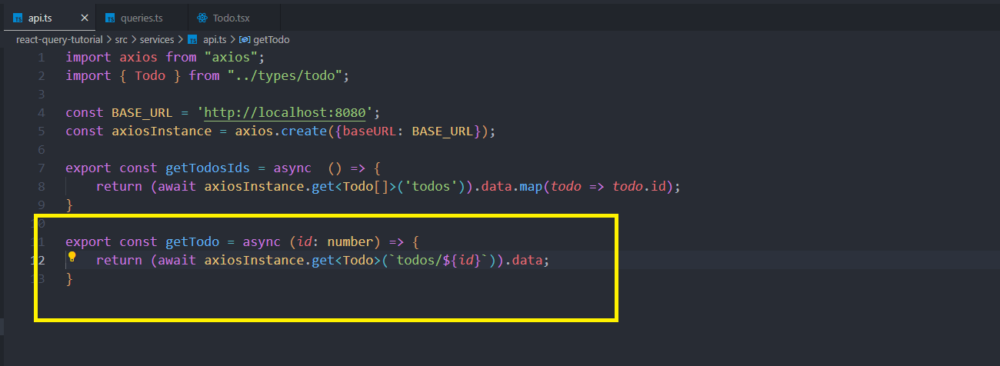 TS api.ts × TS queries.ts Todo.tsx
react-query-tutorial > src > services > TS api.ts > getTodo
1 import axios from "axios";
2 import { Todo } from "../types/todo";
3
4 const BASE_URL = 'http://localhost:8080';
5 const axiosInstance = axios.create({baseURL: BASE_URL});
6
7 export const getTodosIds = async  () => {
8     return (await axiosInstance.get<Todo[]>('todos')).data.map(todo => todo.id);
9 }
10
11 export const getTodo = async (id: number) => {
12     return (await axiosInstance.get<Todo>(`todos/${id}`)).data;
13 }